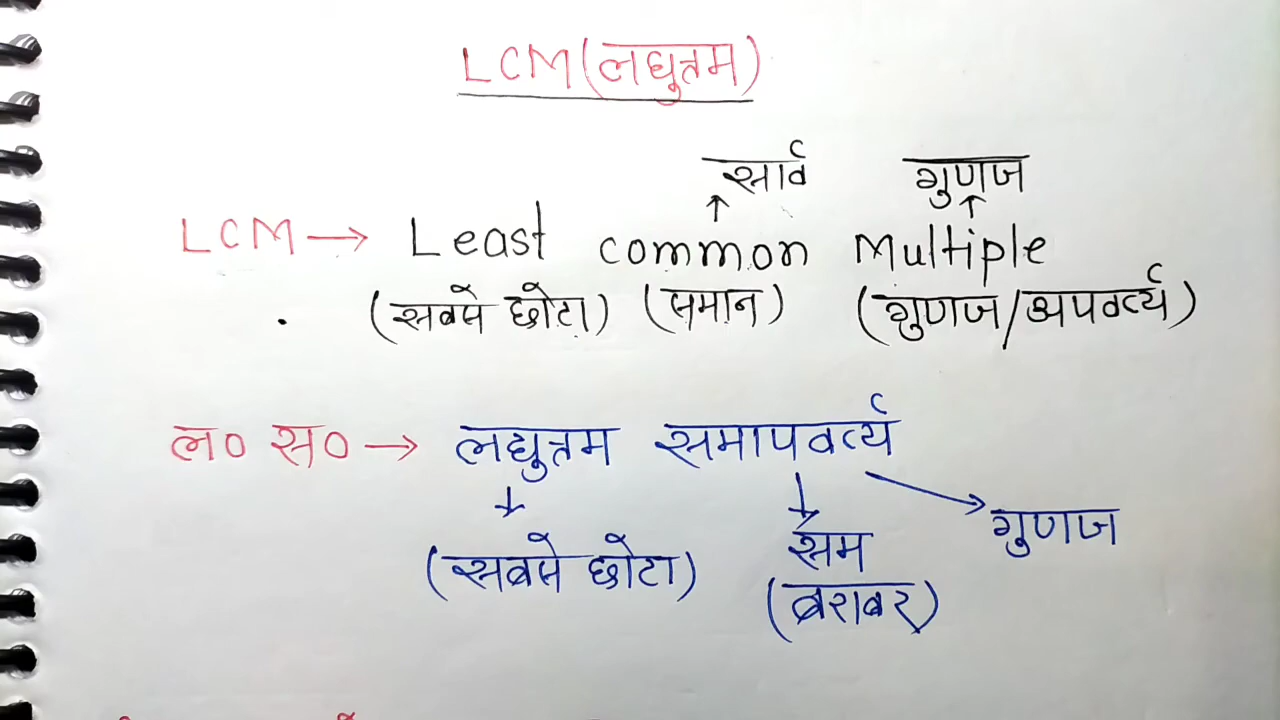 LCM(लघुत्तम)
सार्व गुणज
LCM → Least common Multiple
(सबसे छोटा) (समान) (गुणज/अपवर्त्य)
ल० स० → लघुत्तम समापवर्त्य
गुणज
(सबसे छोटा) सम
(बराबर)